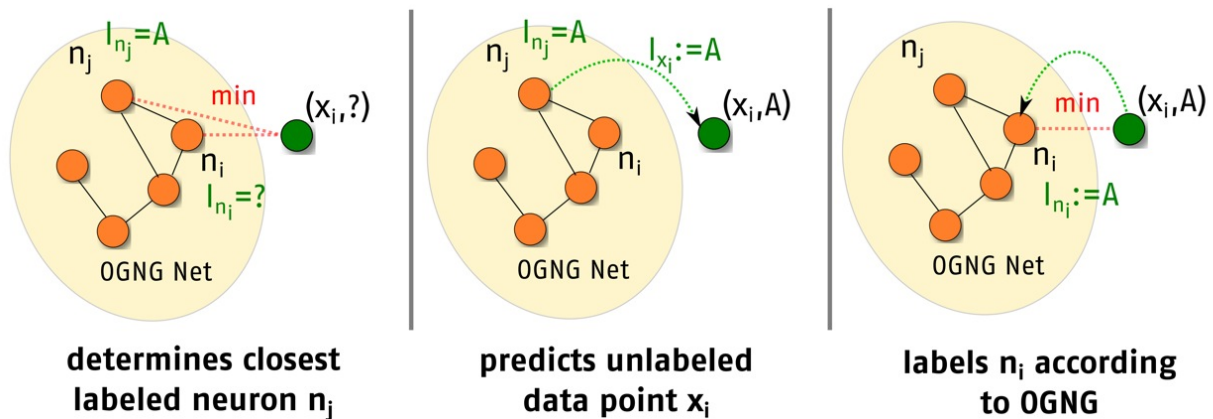 l_nj=A
n_j
min
(x_i,?)
n_i
l_ni=?
OGNG Net
determines closest
labeled neuron n_j
l_nj=A
n_j
l_xi:=A
(x_i,A)
n_i
OGNG Net
predicts unlabeled
data point x_i
n_j
min
(x_i,A)
n_i
l_ni:=A
OGNG Net
labels n_i according
to OGNG